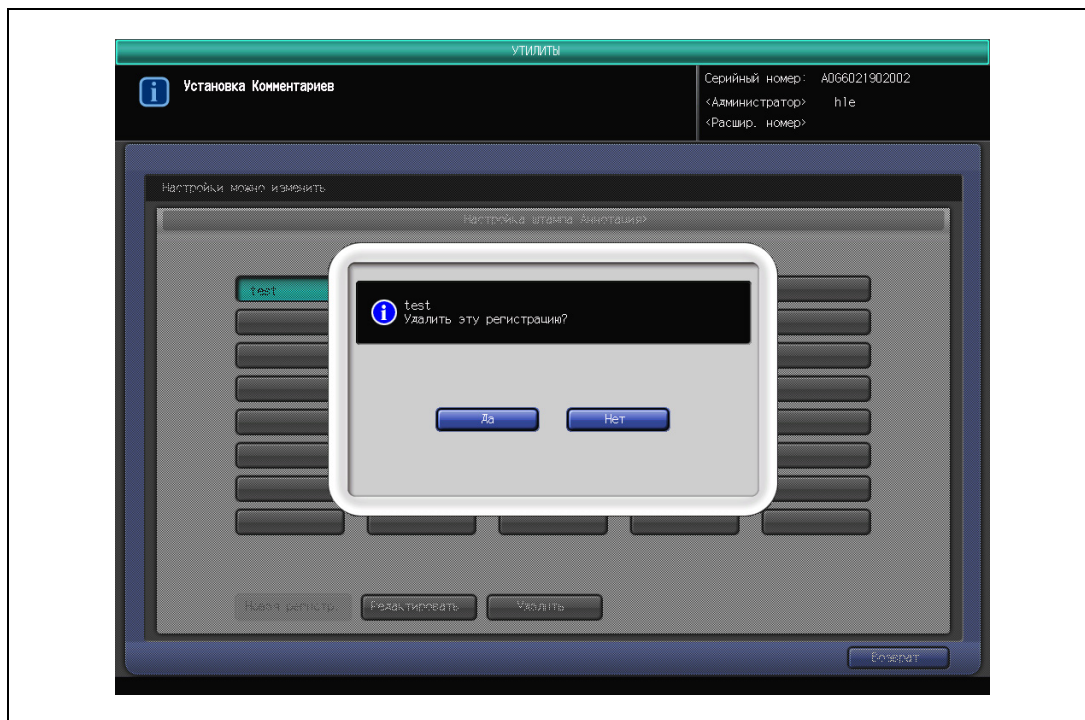 УТИЛИТЫ
Установка Комментариев
Серийный номер: A0G6021902002
<Администратор> hle
<Расшир. номер>
Настройки можно изменить
Настройка штампа Аннотация>
test
test
Удалить эту регистрацию?
Да Нет
Новая регистр. Редактировать Удалить
Возврат